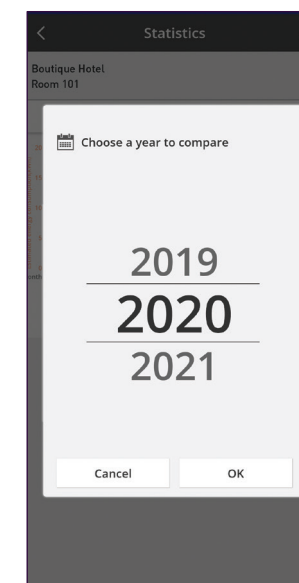 Statistics
Boutique Hotel
Room 101
Choose a year to compare
2019
2020
2021
Cancel
OK